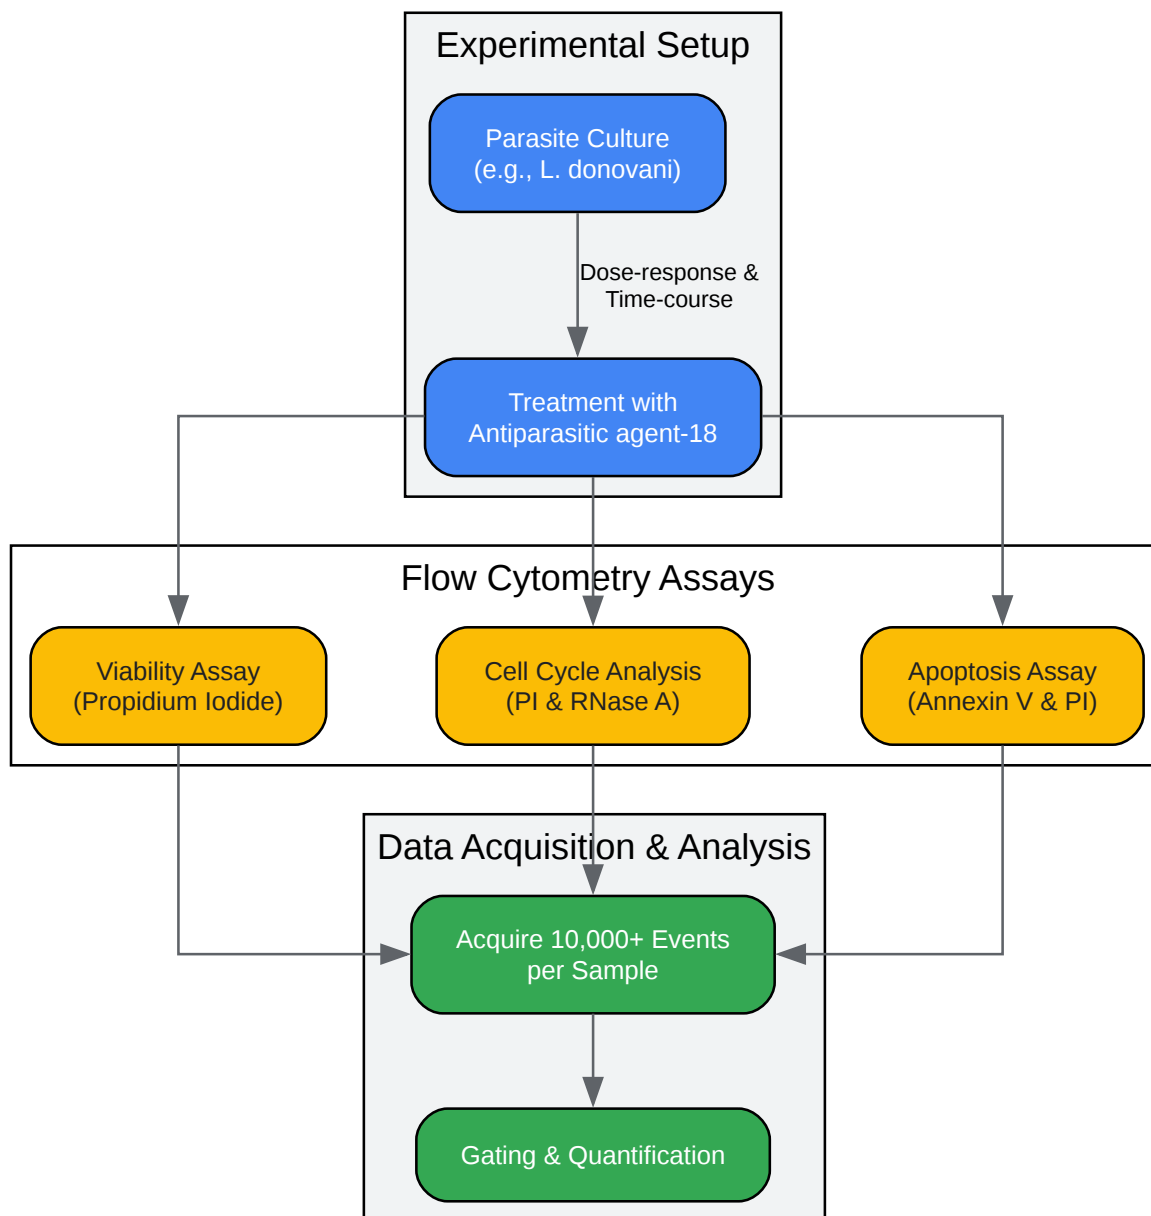 Experimental Setup
Parasite Culture
(e.g., L. donovani)
Dose-response &
Time-course
Treatment with
Antiparasitic agent-18
Flow Cytometry Assays
Viability Assay
(Propidium Iodide)
Cell Cycle Analysis
(PI & RNase A)
Apoptosis Assay
(Annexin V & PI)
Data Acquisition & Analysis
Acquire 10,000+ Events
per Sample
Gating & Quantification